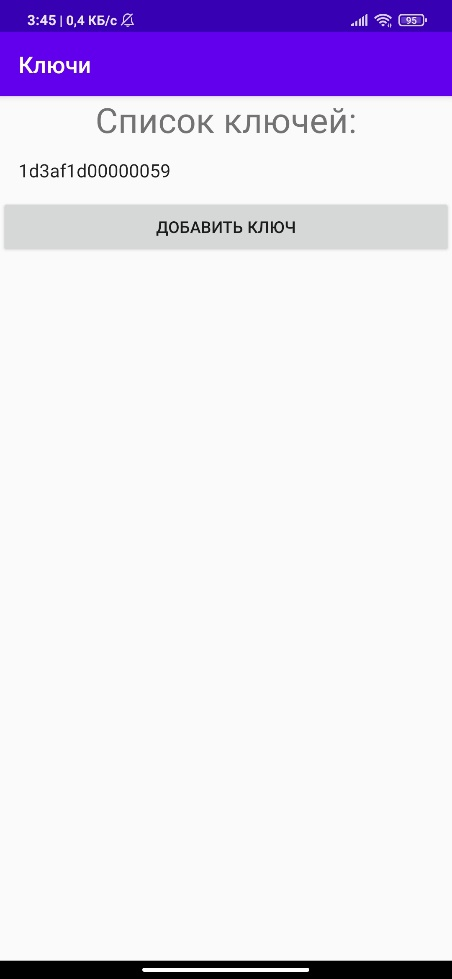 3:45 | 0,4 КБ/с 95
Ключи
Список ключей:
1d3af1d00000059
ДОБАВИТЬ КЛЮЧ